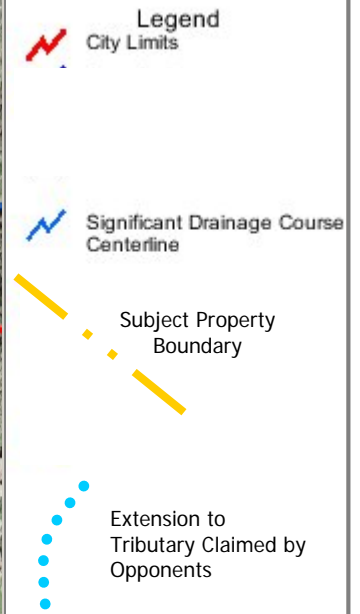 Legend
City Limits
Significant Drainage Course
Centerline
Subject Property
Boundary
Extension to
Tributary Claimed by
Opponents